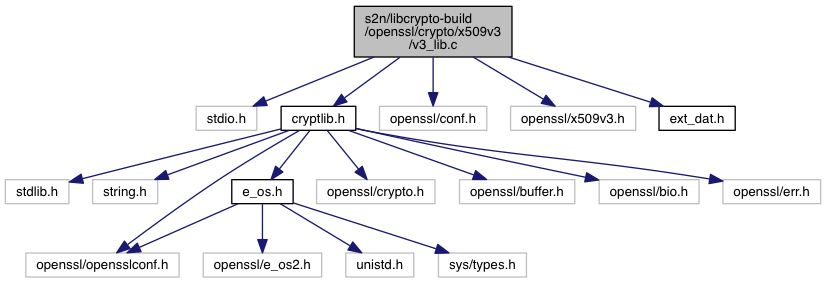 s2n/libcrypto-build
/openssl/crypto/x509v3
/v3_lib.c
stdio.h
cryptlib.h
openssl/conf.h
openssl/x509v3.h
ext_dat.h
stdlib.h
string.h
e_os.h
openssl/crypto.h
openssl/buffer.h
openssl/bio.h
openssl/err.h
openssl/opensslconf.h
openssl/e_os2.h
unistd.h
sys/types.h